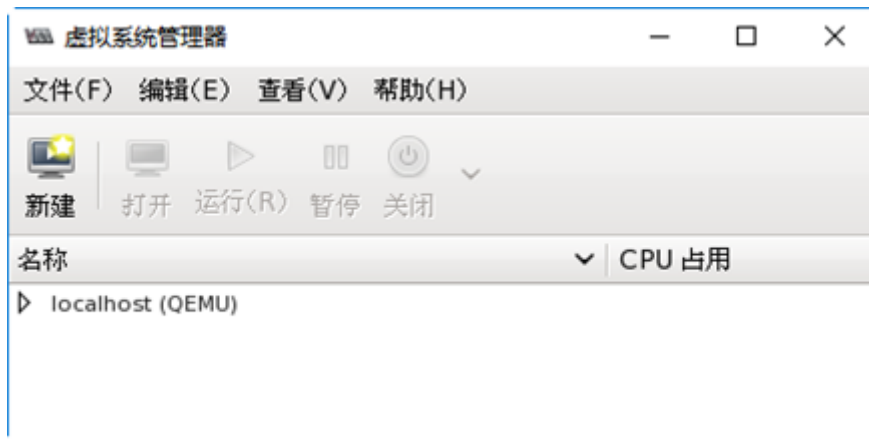 虚拟系统管理器
文件(F) 编辑(E) 查看(V) 帮助(H)
新建 打开 运行(R) 暂停 关闭
名称 CPU 占用
localhost (QEMU)